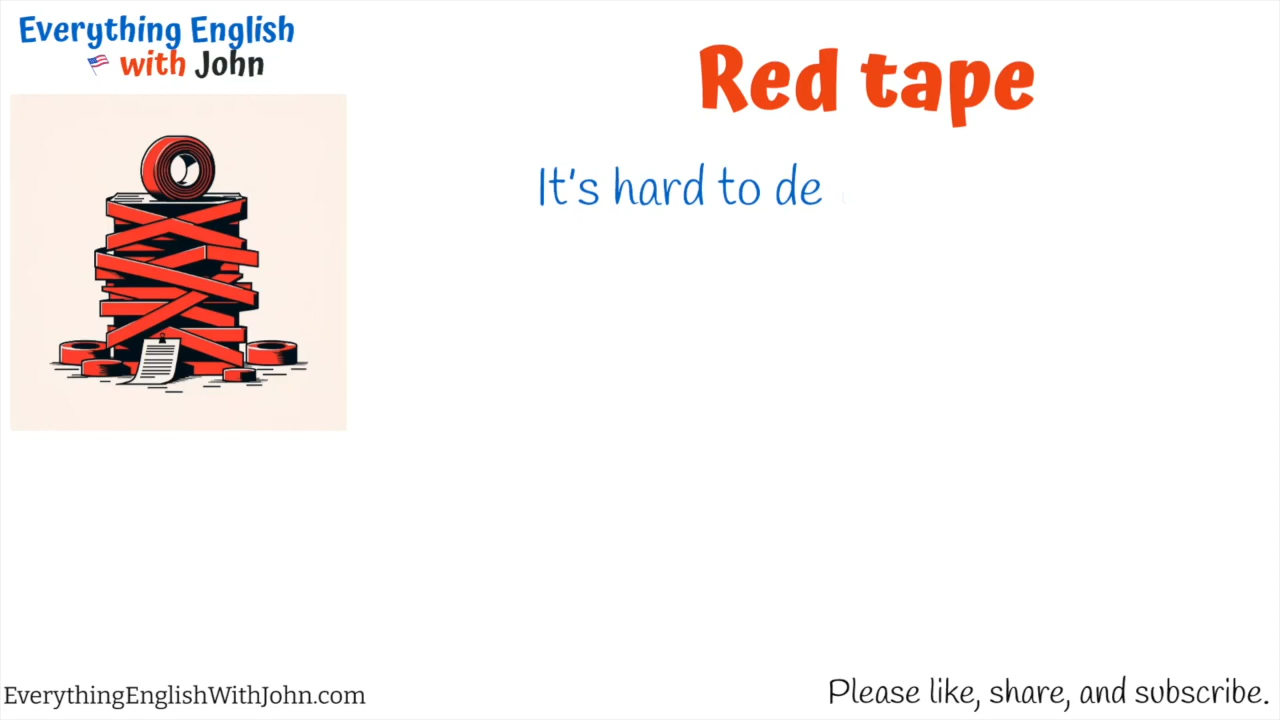 Everything English
with John
Red tape
It's hard to de
EverythingEnglishWithJohn.com
Please like, share, and subscribe.